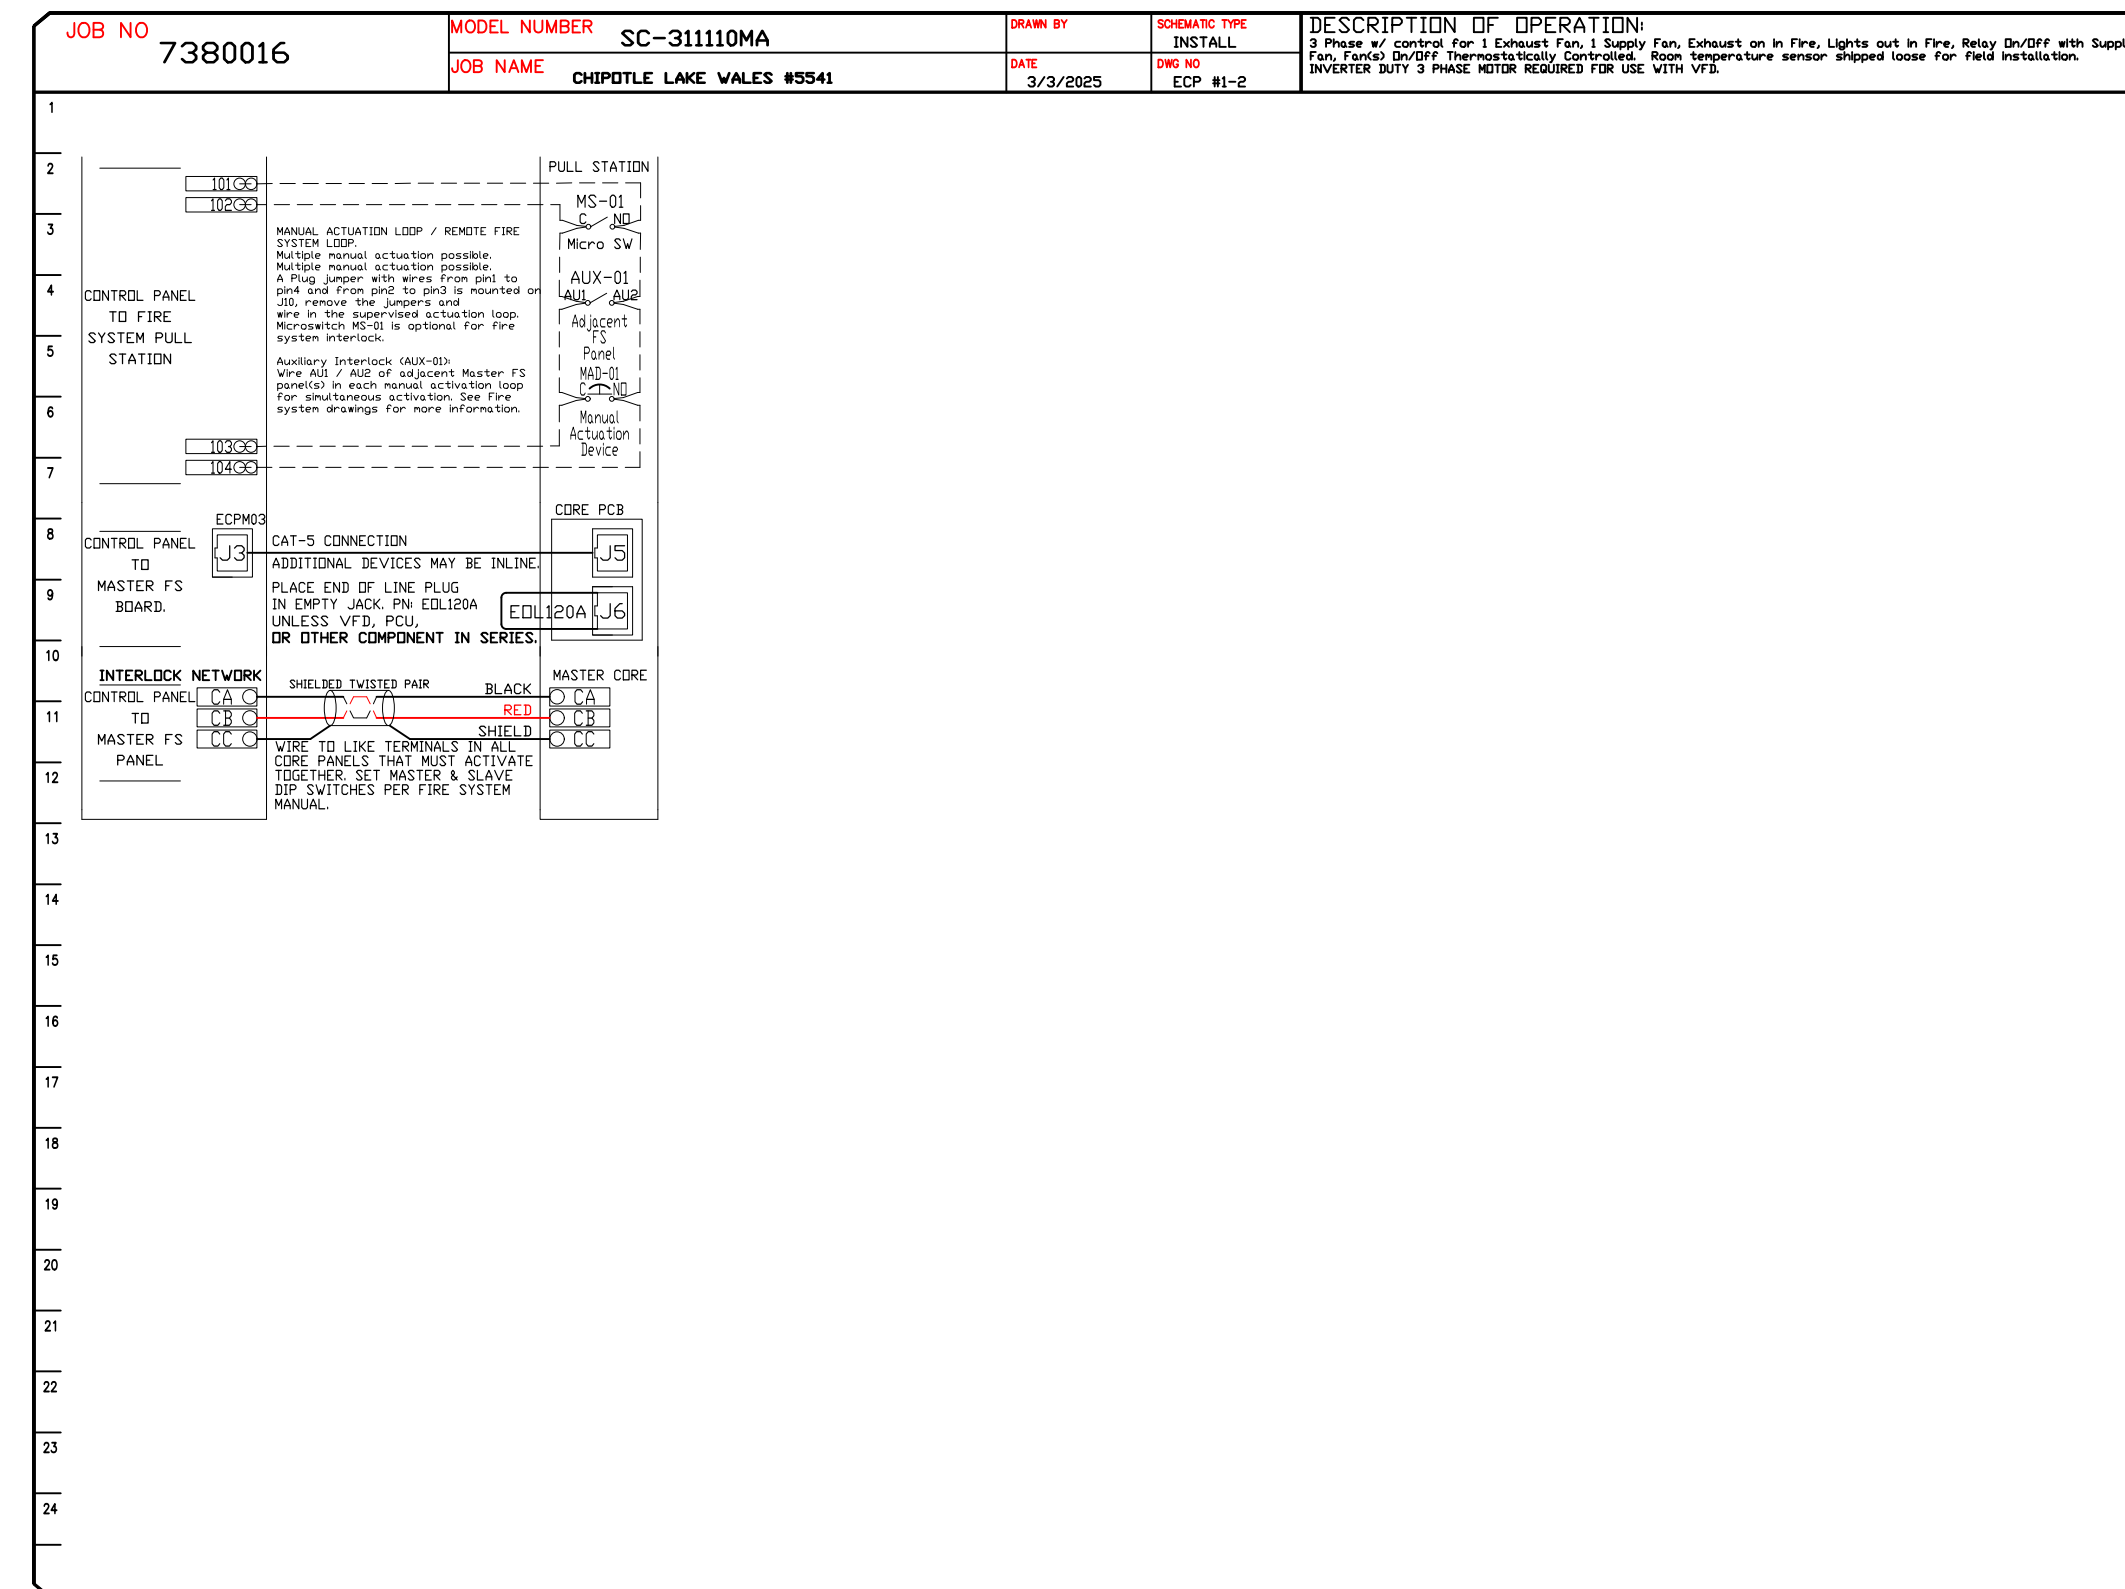 JOB NO
7380016
MODEL NUMBER
SC-311110MA
JOB NAME
CHIPOTLE LAKE WALES #5541
DRAWN BY
DATE
3/3/2025
SCHEMATIC TYPE
INSTALL
DWG NO
ECP #1-2
DESCRIPTION OF OPERATION:
3 Phase w/ control for 1 Exhaust Fan, 1 Supply Fan, Exhaust on in Fire, Lights out in Fire, Relay On/Off with Suppl
Fan, Fan(s) On/Off Thermostatically Controlled. Room temperature sensor shipped loose for field installation.
INVERTER DUTY 3 PHASE MOTOR REQUIRED FOR USE WITH VFD.
1
2
3
4
5
6
7
8
9
10
11
12
13
14
15
16
17
18
19
20
21
22
23
24
CONTROL PANEL
TO FIRE
SYSTEM PULL
STATION
101
102
103
104
MANUAL ACTUATION LOOP / REMOTE FIRE
SYSTEM LOOP.
Multiple manual actuation possible.
Multiple manual actuation possible.
A Plug jumper with wires from pin1 to
pin4 and from pin2 to pin3 is mounted on
J10, remove the jumpers and
wire in the supervised actuation loop.
Microswitch MS-01 is optional for fire
system interlock.
Auxiliary Interlock (AUX-01):
Wire AU1 / AU2 of adjacent Master FS
panel(s) in each manual activation loop
for simultaneous activation. See Fire
system drawings for more information.
PULL STATION
MS-01
C NO
Micro SW
AUX-01
AU1 AU2
Adjacent
FS
Panel
MAD-01
C NO
Manual
Actuation
Device
CONTROL PANEL
TO
MASTER FS
BOARD.
ECPM03
J3
CAT-5 CONNECTION
ADDITIONAL DEVICES MAY BE INLINE.
PLACE END OF LINE PLUG
IN EMPTY JACK. PN: EOL120A
UNLESS VFD, PCU,
OR OTHER COMPONENT IN SERIES.
CORE PCB
J5
EOL120A
J6
INTERLOCK NETWORK
CONTROL PANEL
TO
MASTER FS
PANEL
CA
CB
CC
SHIELDED TWISTED PAIR
BLACK
RED
SHIELD
WIRE TO LIKE TERMINALS IN ALL
CORE PANELS THAT MUST ACTIVATE
TOGETHER. SET MASTER & SLAVE
DIP SWITCHES PER FIRE SYSTEM
MANUAL.
MASTER CORE
CA
CB
CC